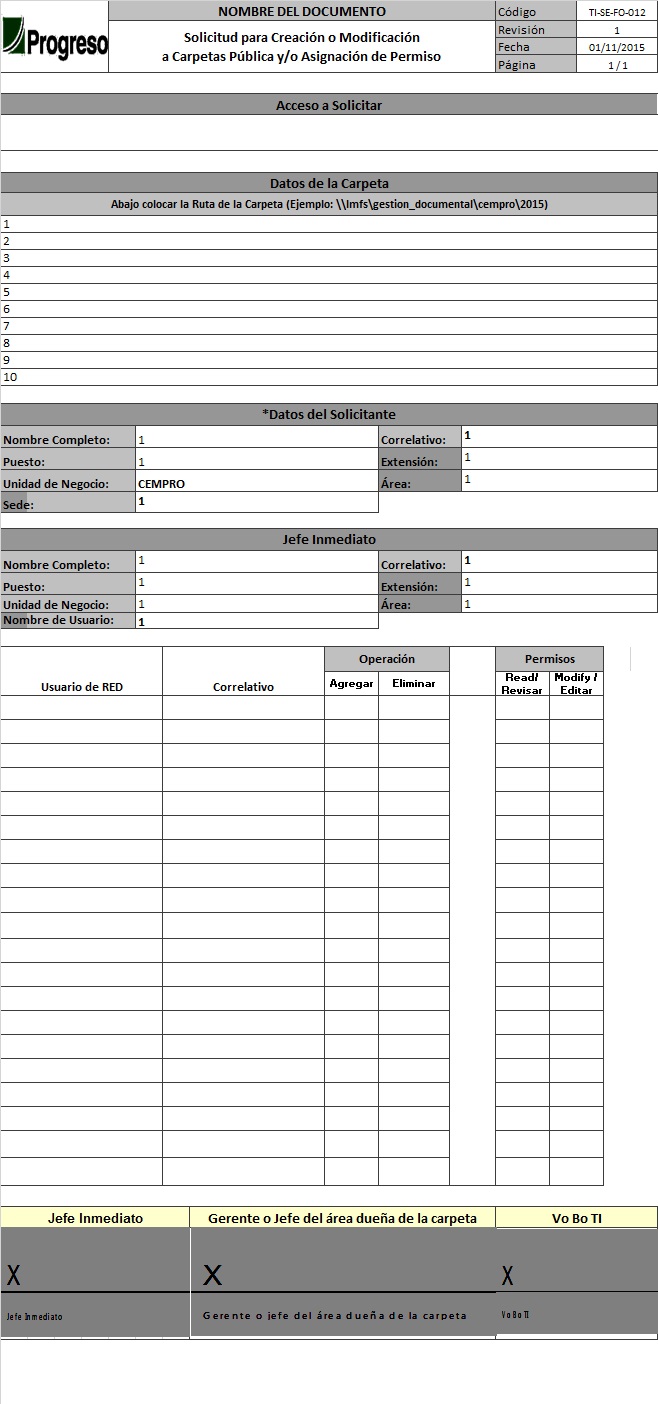 Progreso
NOMBRE DEL DOCUMENTO
Solicitud para Creación o Modificación
a Carpetas Pública y/o Asignación de Permiso
Código TI-SE-FO-012
Revisión 1
Fecha 01/11/2015
Página 1 / 1
Acceso a Solicitar
Datos de la Carpeta
Abajo colocar la Ruta de la Carpeta (Ejemplo: \\lmfs\gestion_documental\cempro\2015)
1
2
3
4
5
6
7
8
9
10
*Datos del Solicitante
Nombre Completo: 1 Correlativo: 1
Puesto: 1 Extensión: 1
Unidad de Negocio: CEMPRO Área: 1
Sede: 1
Jefe Inmediato
Nombre Completo: 1 Correlativo: 1
Puesto: 1 Extensión: 1
Unidad de Negocio: 1 Área: 1
Nombre de Usuario: 1
Usuario de RED Correlativo Operación Permisos
Agregar Eliminar Read/ Revisar Modify / Editar
Jefe Inmediato Gerente o Jefe del área dueña de la carpeta Vo Bo TI
X X X
Jefe Inmediato Gerente o jefe del área dueña de la carpeta Vo Bo TI